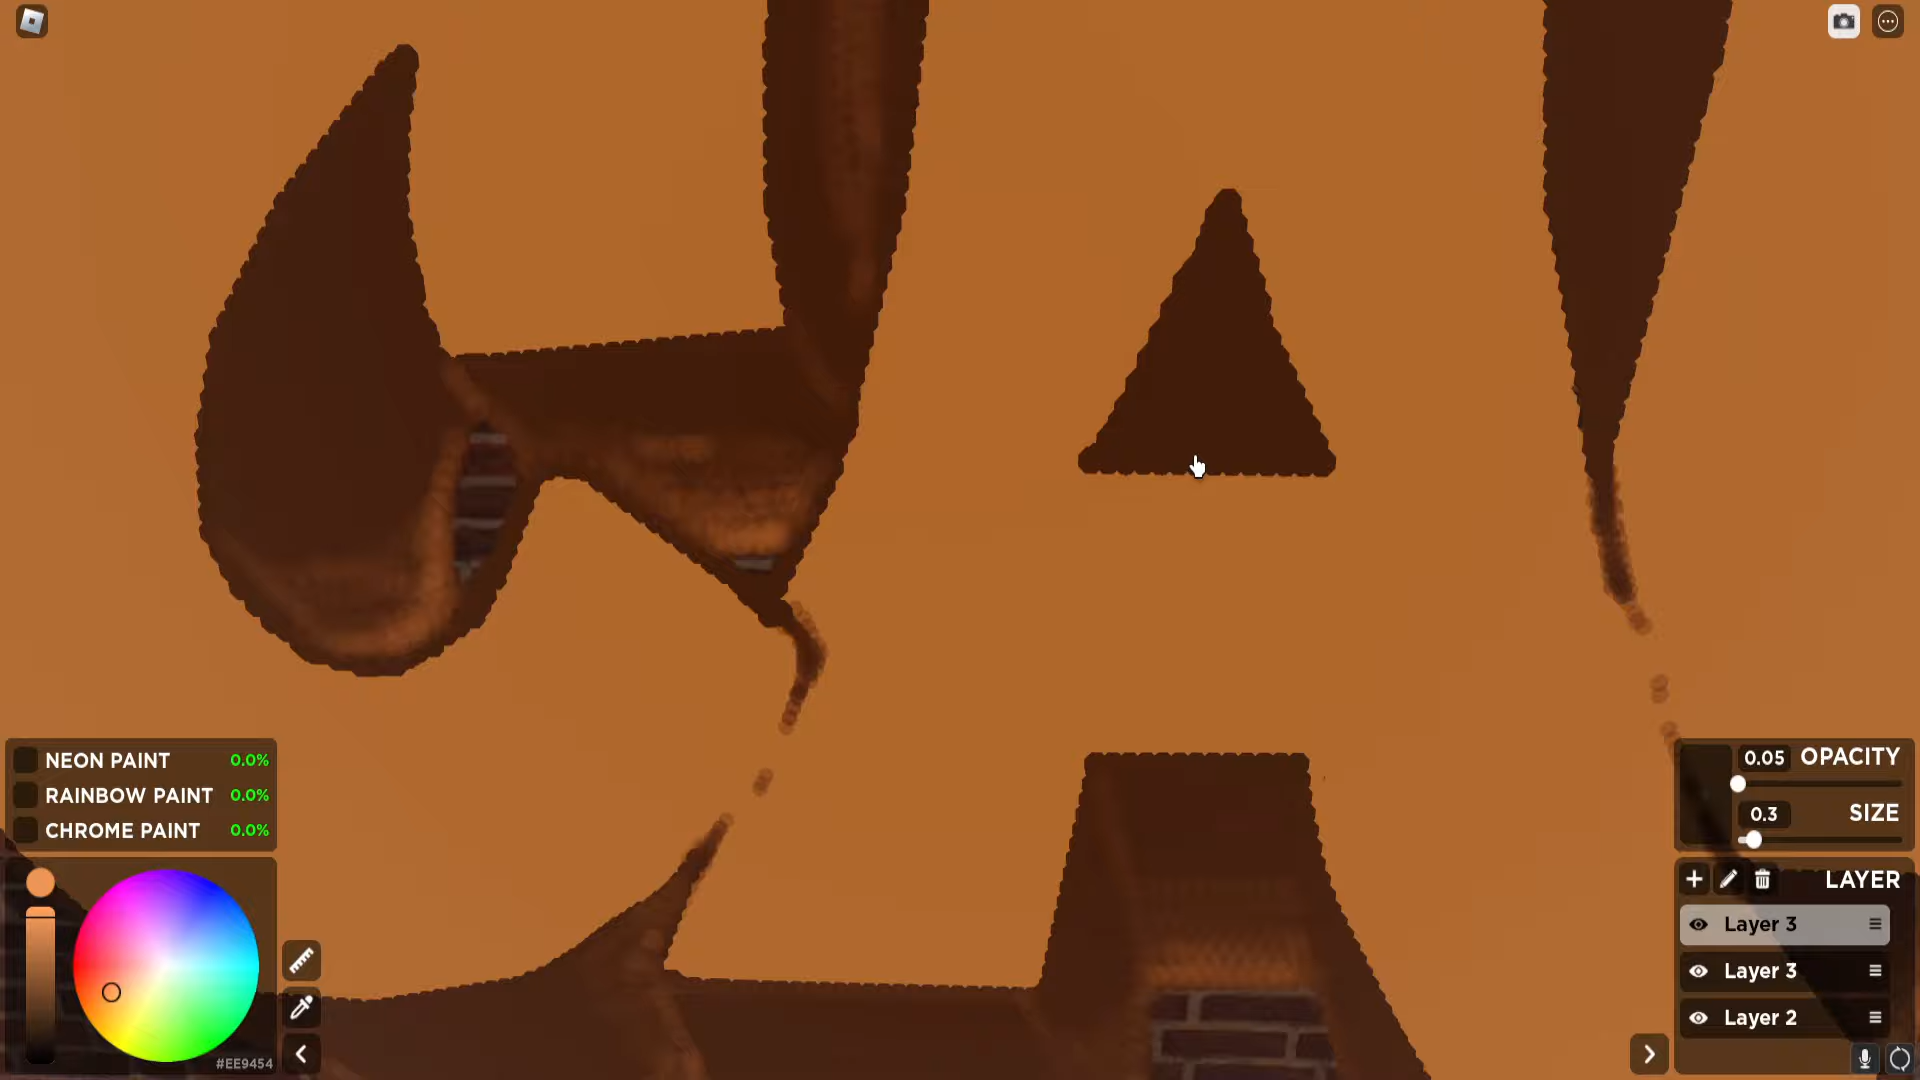 NEON PAINT 0.0%
RAINBOW PAINT 0.0%
CHROME PAINT 0.0%
#EE9454
0.05 OPACITY
0.3 SIZE
LAYER
Layer 3
Layer 3
Layer 2